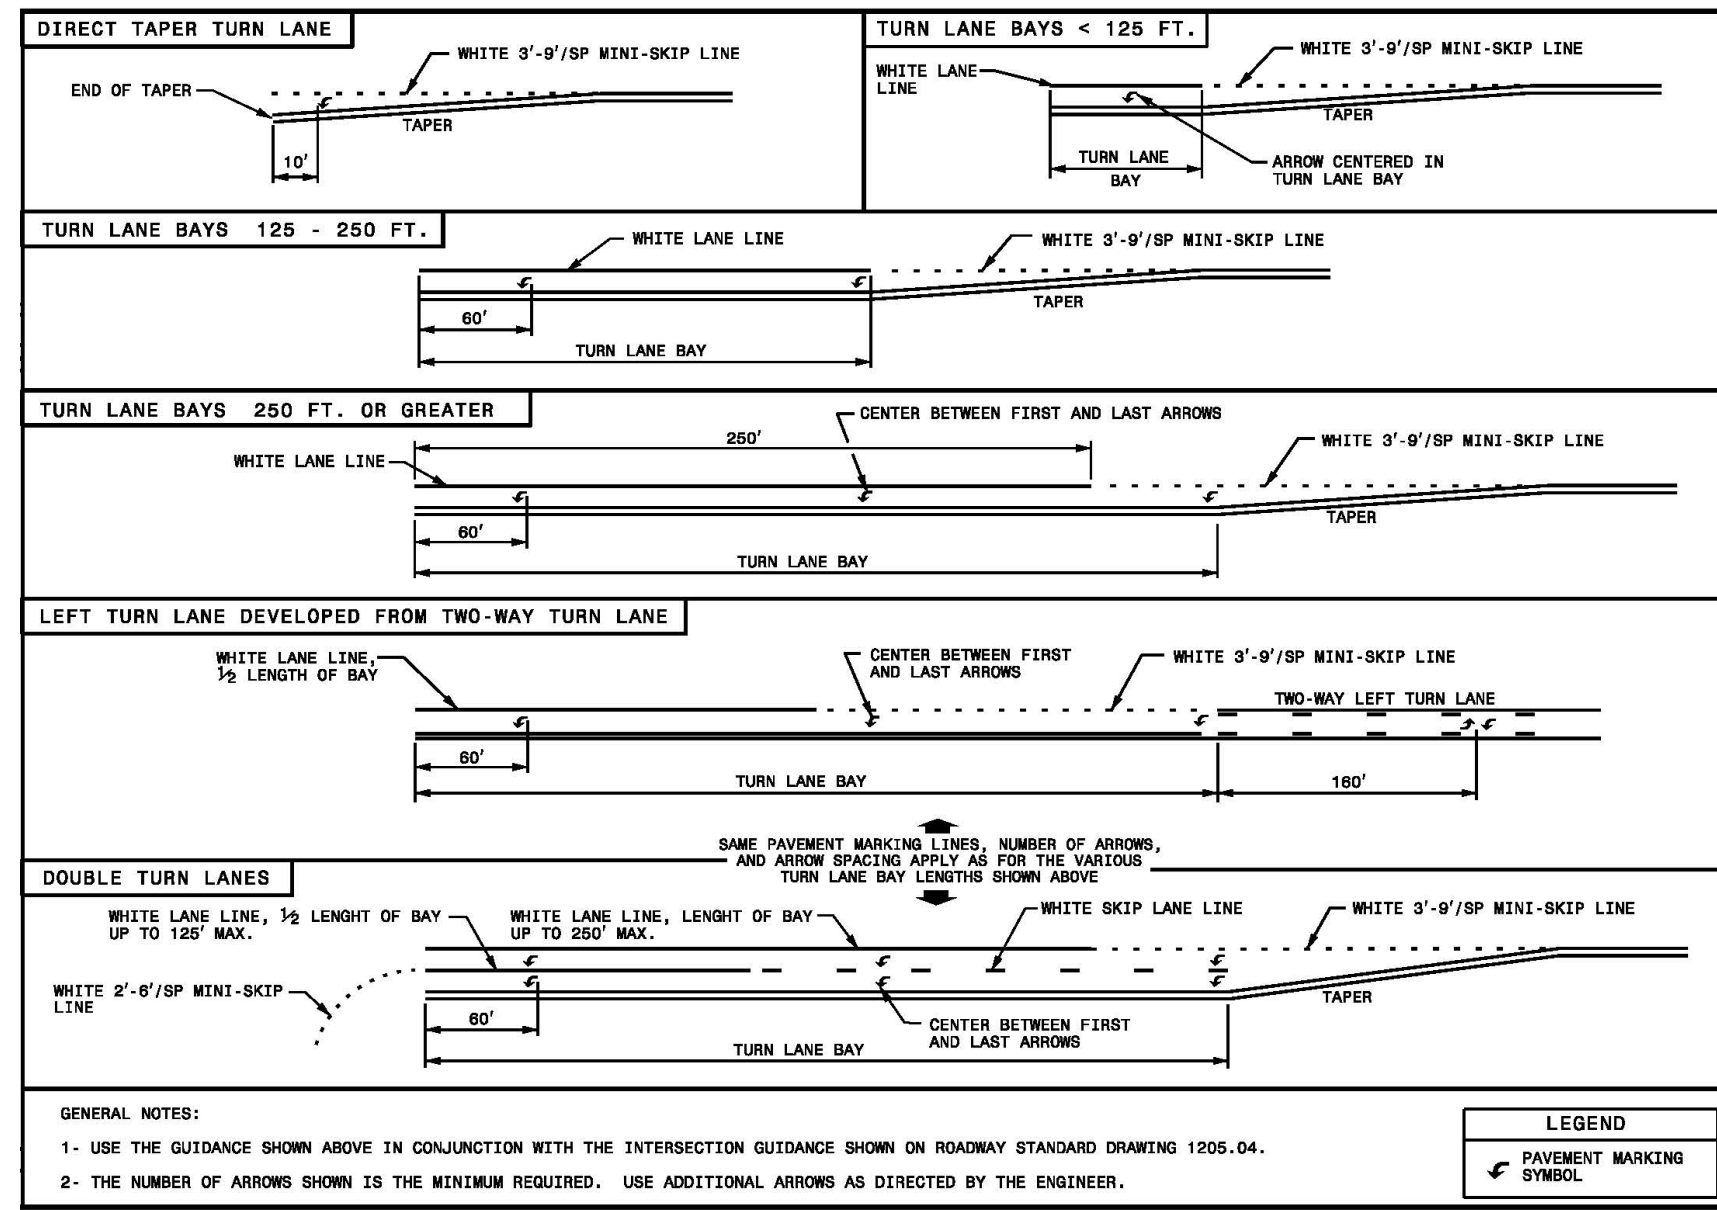 DIRECT TAPER TURN LANE
WHITE 3'-9'/SP MINI-SKIP LINE
END OF TAPER
TAPER
10'
TURN LANE BAYS < 125 FT.
WHITE 3'-9'/SP MINI-SKIP LINE
WHITE LANE
LINE
TAPER
TURN LANE
BAY
ARROW CENTERED IN
TURN LANE BAY
TURN LANE BAYS 125 - 250 FT.
WHITE LANE LINE
WHITE 3'-9'/SP MINI-SKIP LINE
TAPER
60'
TURN LANE BAY
TURN LANE BAYS 250 FT. OR GREATER
CENTER BETWEEN FIRST AND LAST ARROWS
250'
WHITE 3'-9'/SP MINI-SKIP LINE
WHITE LANE LINE
TAPER
60'
TURN LANE BAY
LEFT TURN LANE DEVELOPED FROM TWO-WAY TURN LANE
WHITE LANE LINE,
1/2 LENGTH OF BAY
CENTER BETWEEN FIRST
AND LAST ARROWS
WHITE 3'-9'/SP MINI-SKIP LINE
TWO-WAY LEFT TURN LANE
60'
TURN LANE BAY
160'
SAME PAVEMENT MARKING LINES, NUMBER OF ARROWS,
AND ARROW SPACING APPLY AS FOR THE VARIOUS
TURN LANE BAY LENGTHS SHOWN ABOVE
DOUBLE TURN LANES
WHITE LANE LINE, 1/2 LENGHT OF BAY
UP TO 125' MAX.
WHITE LANE LINE, LENGHT OF BAY
UP TO 250' MAX.
WHITE SKIP LANE LINE
WHITE 3'-9'/SP MINI-SKIP LINE
WHITE 2'-6'/SP MINI-SKIP
LINE
TAPER
60'
CENTER BETWEEN FIRST
AND LAST ARROWS
TURN LANE BAY
GENERAL NOTES:
1- USE THE GUIDANCE SHOWN ABOVE IN CONJUNCTION WITH THE INTERSECTION GUIDANCE SHOWN ON ROADWAY STANDARD DRAWING 1205.04.
2- THE NUMBER OF ARROWS SHOWN IS THE MINIMUM REQUIRED. USE ADDITIONAL ARROWS AS DIRECTED BY THE ENGINEER.
LEGEND
PAVEMENT MARKING
SYMBOL